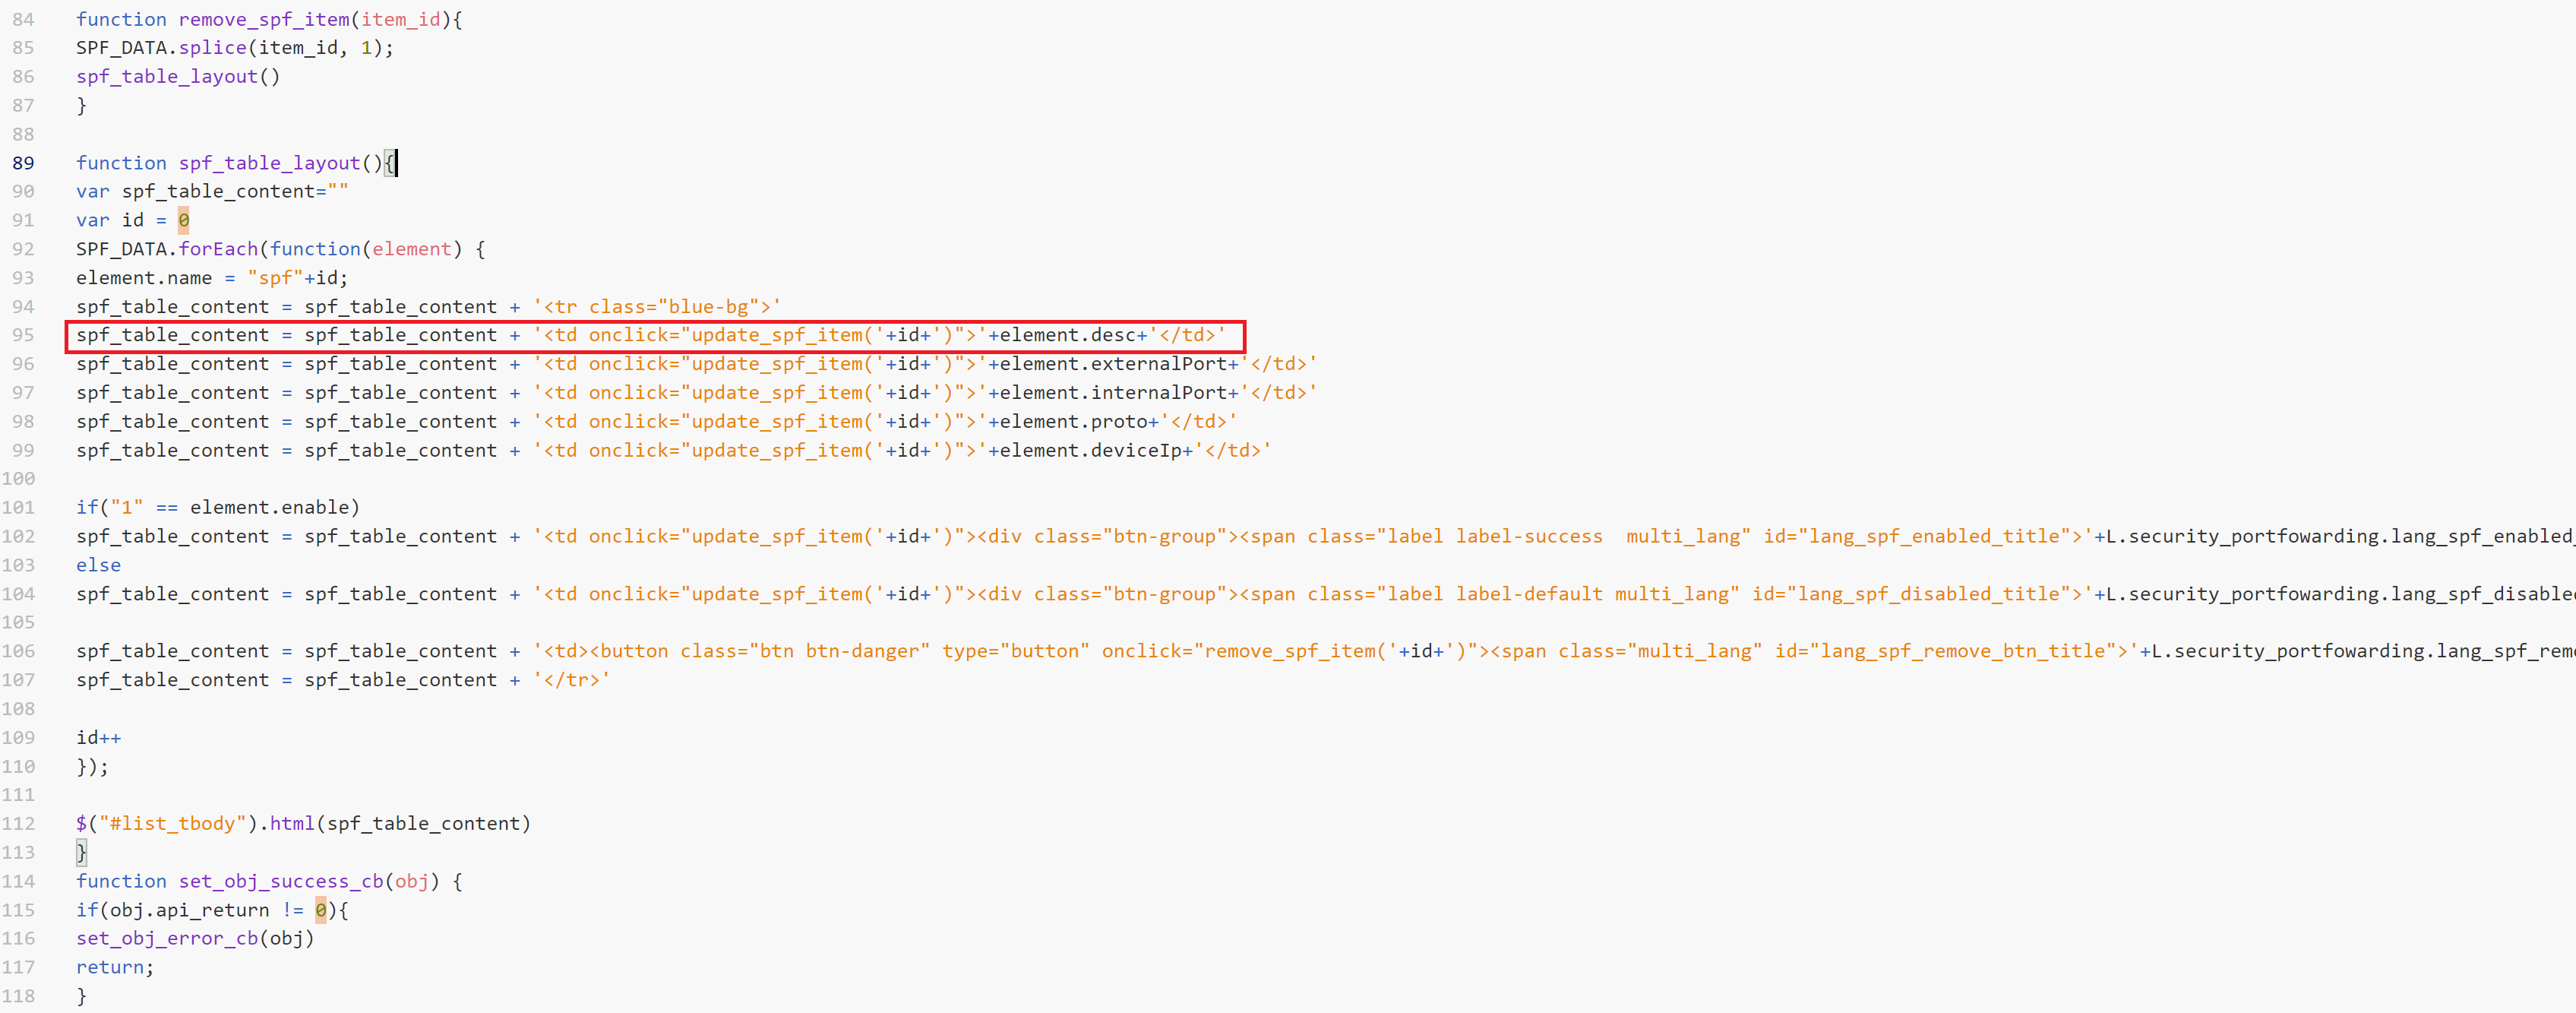 84 function remove_spf_item(item_id){
85 SPF_DATA.splice(item_id, 1);
86 spf_table_layout()
87 }
88
89 function spf_table_layout(){
90 var spf_table_content=""
91 var id = 0
92 SPF_DATA.forEach(function(element) {
93 element.name = "spf"+id;
94 spf_table_content = spf_table_content + '<tr class="blue-bg">'
95 spf_table_content = spf_table_content + '<td onclick="update_spf_item('+id+')">'+element.desc+'</td>'
96 spf_table_content = spf_table_content + '<td onclick="update_spf_item('+id+')">'+element.externalPort+'</td>'
97 spf_table_content = spf_table_content + '<td onclick="update_spf_item('+id+')">'+element.internalPort+'</td>'
98 spf_table_content = spf_table_content + '<td onclick="update_spf_item('+id+')">'+element.proto+'</td>'
99 spf_table_content = spf_table_content + '<td onclick="update_spf_item('+id+')">'+element.deviceIp+'</td>'
100
101 if("1" == element.enable)
102 spf_table_content = spf_table_content + '<td onclick="update_spf_item('+id+')"><div class="btn-group"><span class="label label-success  multi_lang" id="lang_spf_enabled_title">'+L.security_portfowarding.lang_spf_enabled_
103 else
104 spf_table_content = spf_table_content + '<td onclick="update_spf_item('+id+')"><div class="btn-group"><span class="label label-default multi_lang" id="lang_spf_disabled_title">'+L.security_portfowarding.lang_spf_disable
105
106 spf_table_content = spf_table_content + '<td><button class="btn btn-danger" type="button" onclick="remove_spf_item('+id+')"><span class="multi_lang" id="lang_spf_remove_btn_title">'+L.security_portfowarding.lang_spf_rem
107 spf_table_content = spf_table_content + '</tr>'
108
109 id++
110 });
111
112 $("#list_tbody").html(spf_table_content)
113 }
114 function set_obj_success_cb(obj) {
115 if(obj.api_return != 0){
116 set_obj_error_cb(obj)
117 return;
118 }